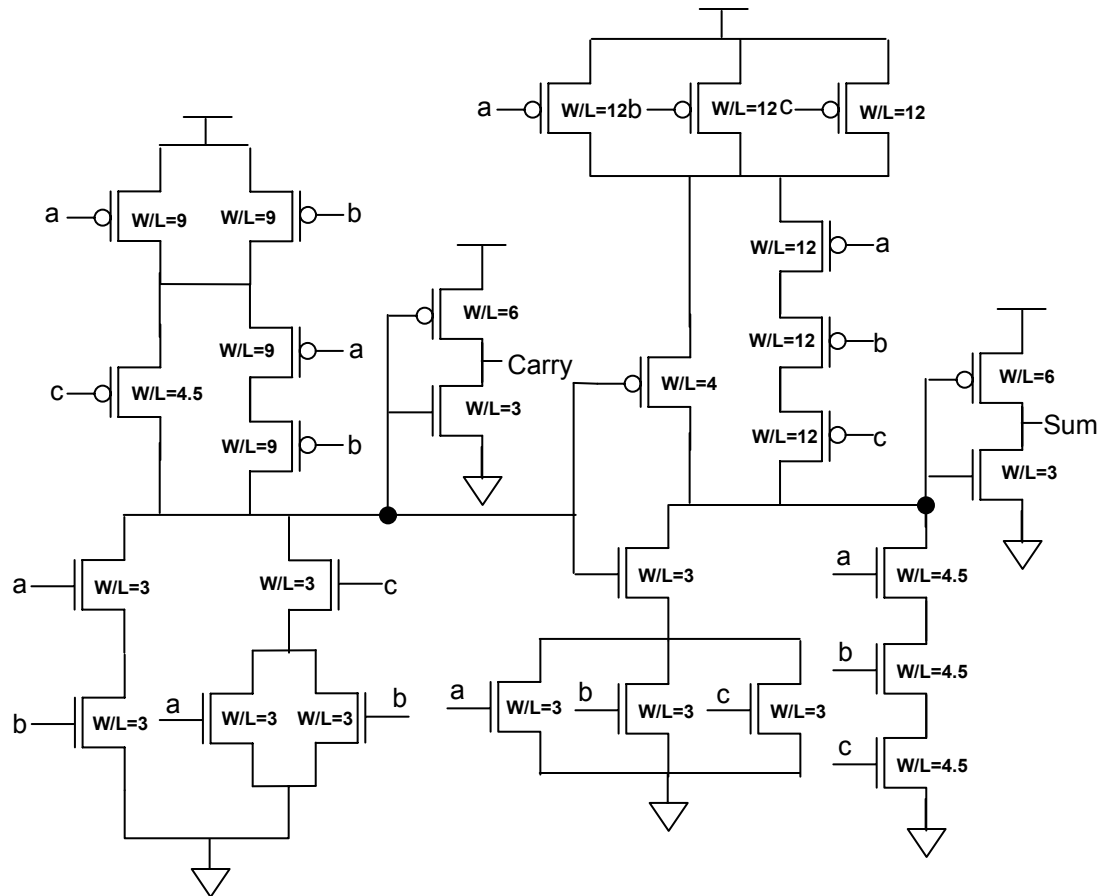 a W/L=12 b W/L=12 c W/L=12
a W/L=9 W/L=9 b
W/L=12 a
W/L=6
W/L=9 a
W/L=12 b
Carry
c W/L=4.5
W/L=4
W/L=6
W/L=3
Sum
W/L=9 b
W/L=12 c
W/L=3
a W/L=3
W/L=3 c
W/L=3
a W/L=4.5
b W/L=4.5
a W/L=3
b W/L=3
c W/L=3
b W/L=3
a W/L=3
W/L=3 b
c W/L=4.5